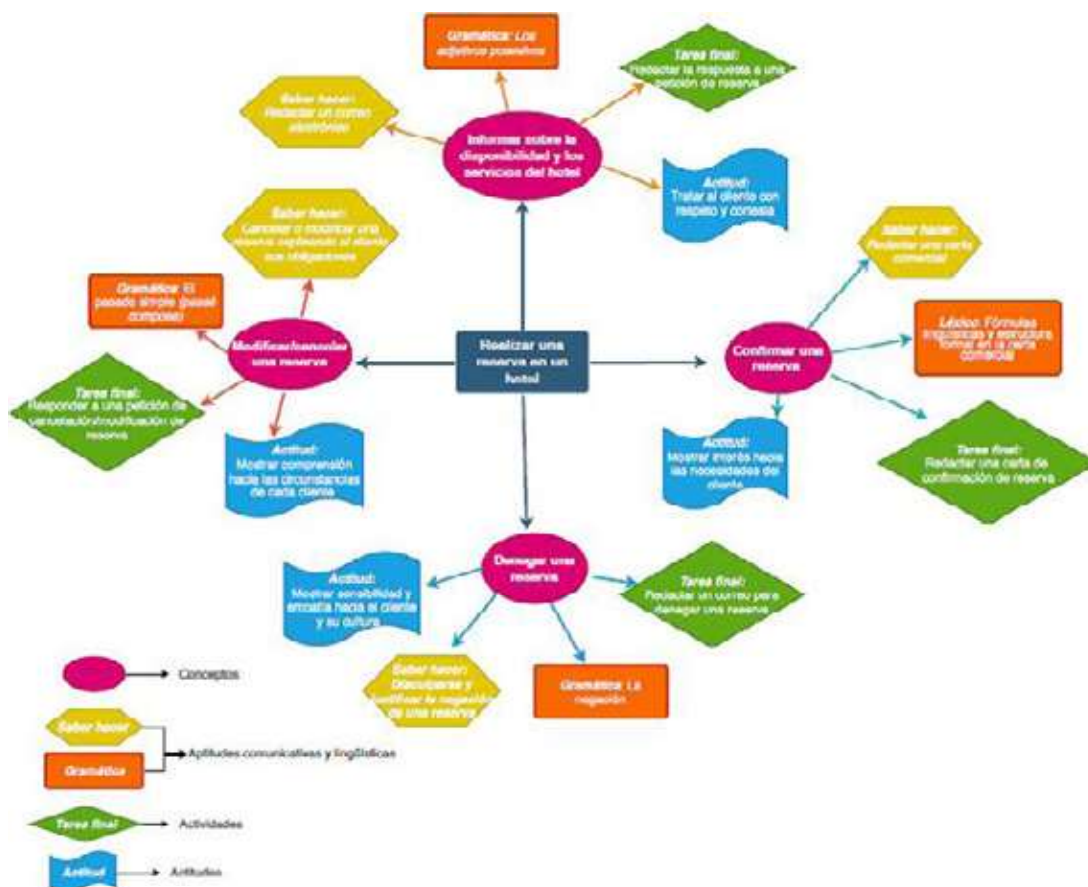 Gramática: Los
adjetivos posesivos
Tarea final:
Redactar la respuesta a una
petición de reserva
Saber hacer:
Redactar un correo
electrónico
Informar sobre la
disponibilidad y los
servicios del hotel
Actitud:
Tratar al cliente con
respeto y cortesía
Saber hacer:
Cancelar o modificar una
reserva explicando al cliente
sus obligaciones
Saber hacer:
Redactar una carta
comercial
Gramática: El
pasado simple (passé
composé)
Modificar/cancelar
una reserva
Realizar una
reserva en un
hotel
Confirmar una
reserva
Léxico: Fórmulas
lingüísticas y estructura
formal en la carta
comercial
Tarea final:
Responder a una petición de
cancelación/modificación de
reserva
Actitud:
Mostrar comprensión
hacia las circunstancias
de cada cliente
Actitud:
Mostrar interés hacia
las necesidades del
cliente
Tarea final:
Redactar una carta de
confirmación de reserva
Denegar una
reserva
Actitud:
Mostrar sensibilidad y
empatía hacia el cliente
y su cultura
Tarea final:
Redactar un correo para
denegar una reserva
Saber hacer:
Disculparse y
justificar la negación
de una reserva
Gramática: La
negación
Conceptos
Saber hacer
Gramática
Aptitudes comunicativas y lingüísticas
Tarea final
Actividades
Actitud
Actitudes